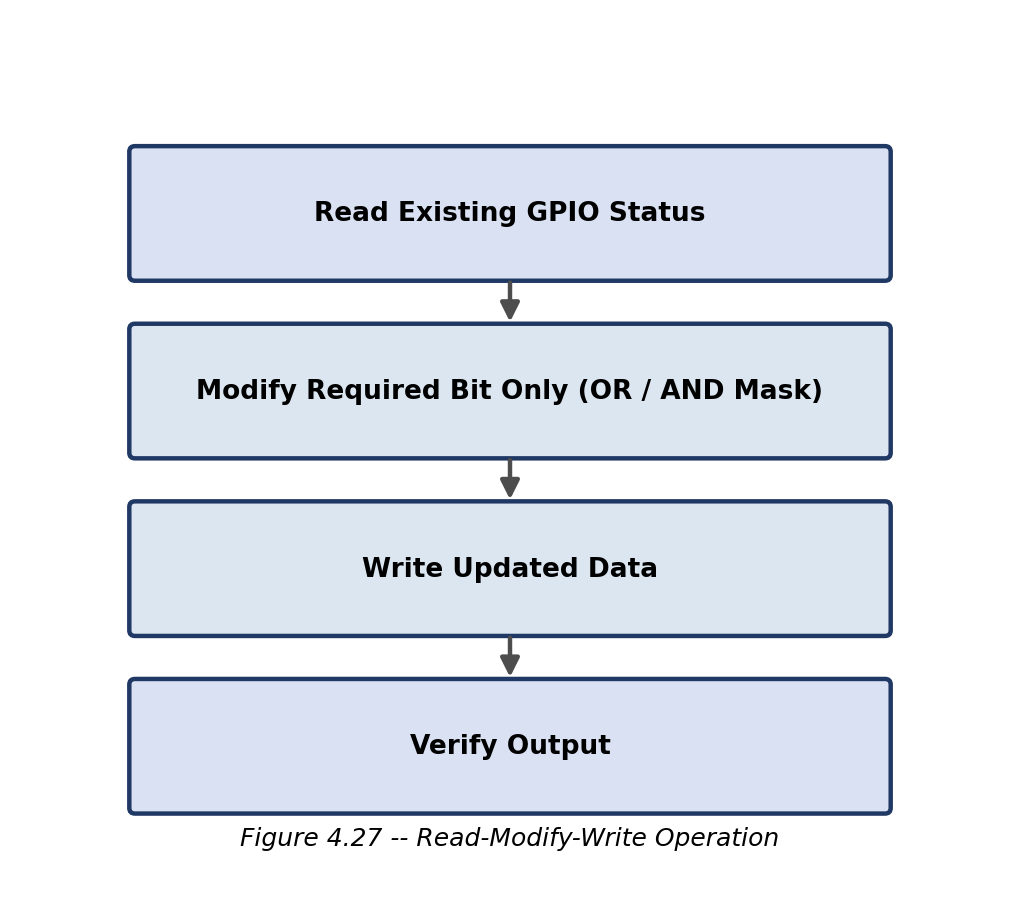 Read Existing GPIO Status
Modify Required Bit Only (OR / AND Mask)
Write Updated Data
Verify Output
Figure 4.27 -- Read-Modify-Write Operation